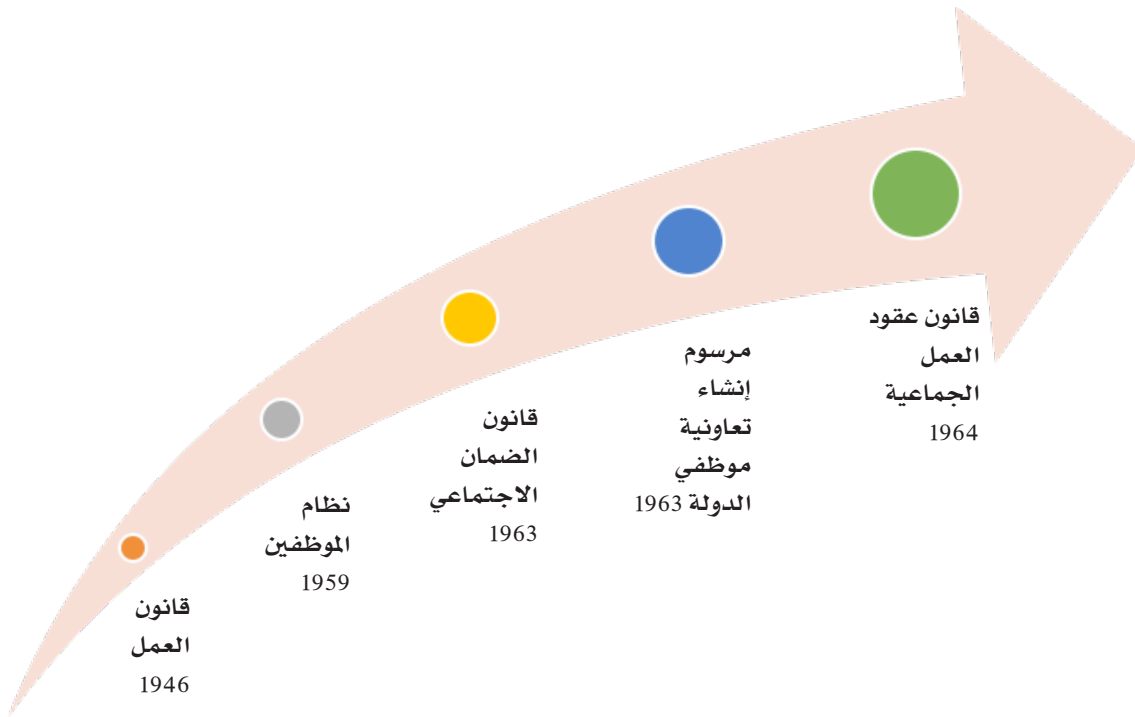 قانون
العمل
1946
نظام
الموظفين
1959
قانون
الضمان
الاجتماعي
1963
مرسوم
إنشاء
تعاونية
موظفي
الدولة 1963
قانون عقود
العمل
الجماعية
1964